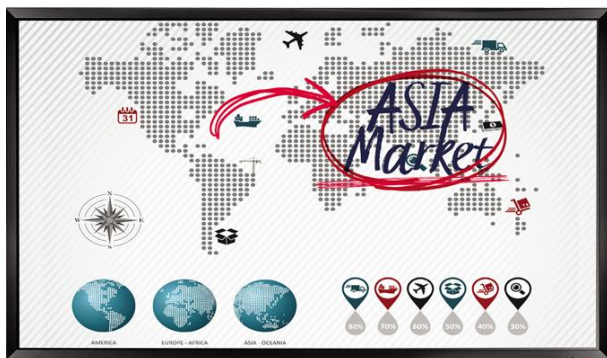 31
ASIA
Market
N
W
E
S
80%
70%
60%
50%
40%
30%
AMERICA
EUROPE - AFRICA
ASIA - OCEANIA